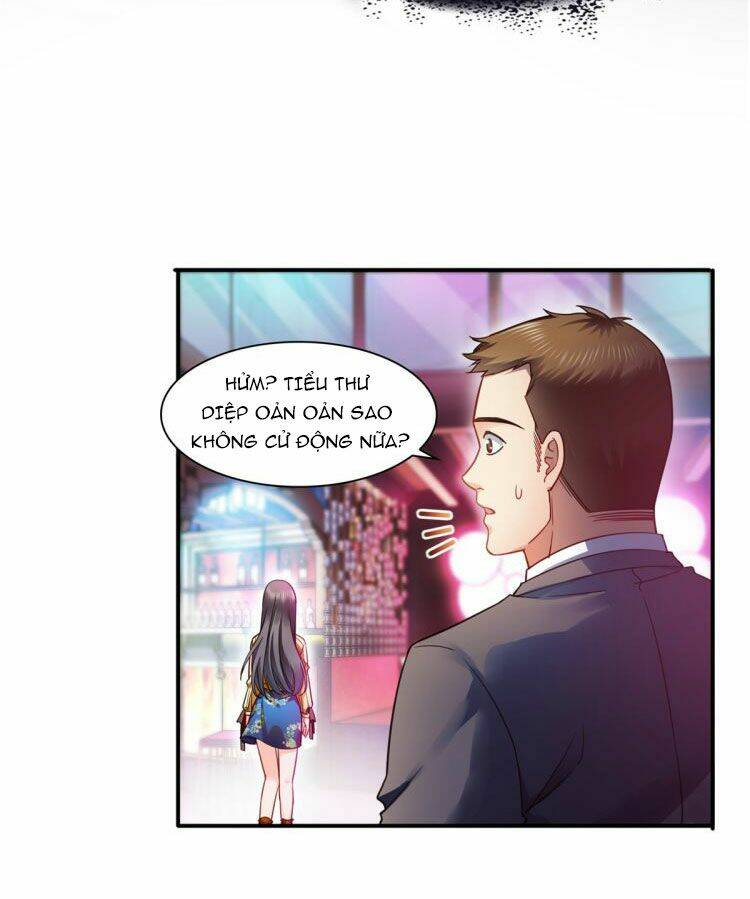 HỬM? TIỂU THƯ
DIỆP OẢN OẢN SAO
KHÔNG CỬ ĐỘNG NỮA?